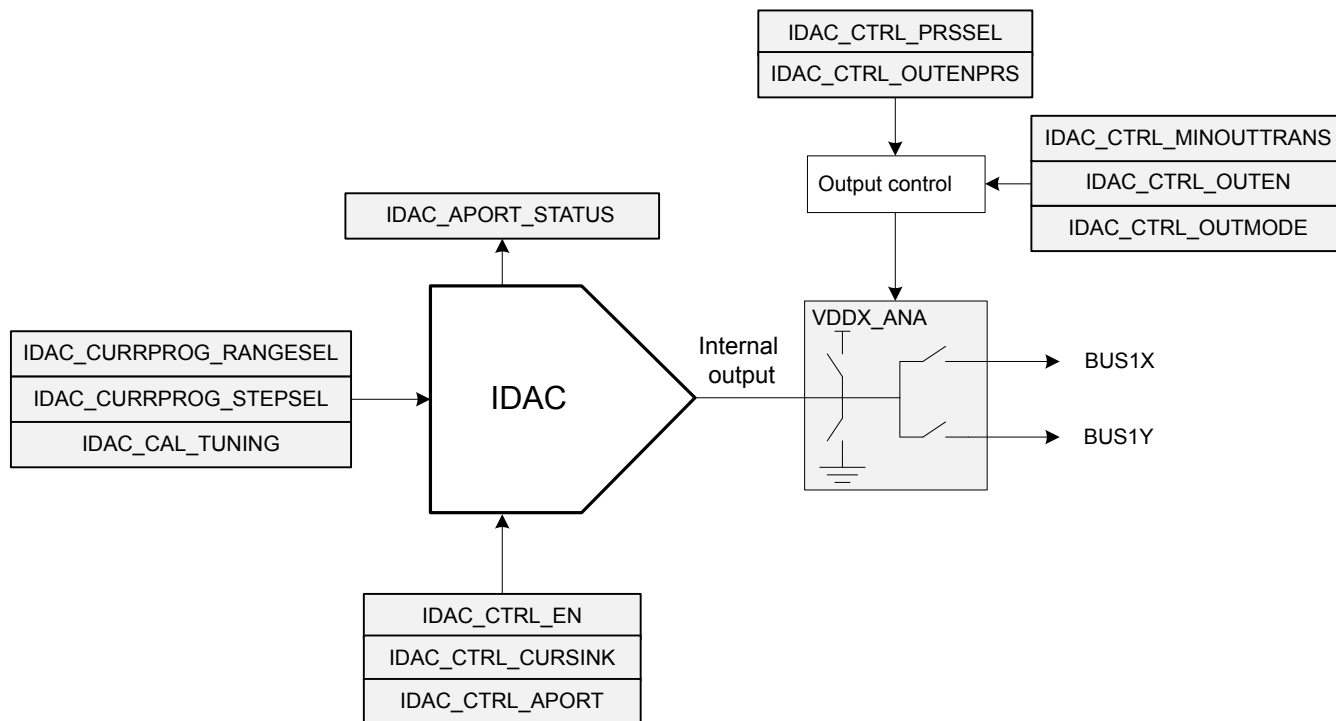 IDAC_CTRL_PRSSEL
IDAC_CTRL_OUTENPRS
IDAC_CTRL_MINOUTTRANS
IDAC_CTRL_OUTEN
IDAC_CTRL_OUTMODE
Output control
IDAC_APORT_STATUS
VDDX_ANA
IDAC_CURRPROG_RANGESEL
IDAC_CURRPROG_STEPSEL
IDAC_CAL_TUNING
IDAC
Internal
output
BUS1X
BUS1Y
IDAC_CTRL_EN
IDAC_CTRL_CURSINK
IDAC_CTRL_APORT